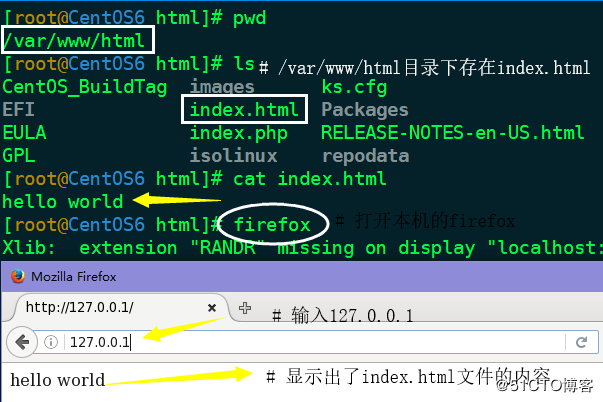 [root@CentOS6 html]# pwd
/var/www/html
[root@CentOS6 html]# ls # /var/www/html目录下存在index.html
CentOS_BuildTag images ks.cfg
EFI index.html Packages
EULA index.php RELEASE-NOTES-en-US.html
GPL isolinux repodata
[root@CentOS6 html]# cat index.html
hello world
[root@CentOS6 html]# firefox # 打开本机的firefox
Xlib: extension "RANDR" missing on display "localhost:
Mozilla Firefox
http://127.0.0.1/
# 输入127.0.0.1
127.0.0.1
hello world # 显示出了index.html文件的内容
@51CTO博客